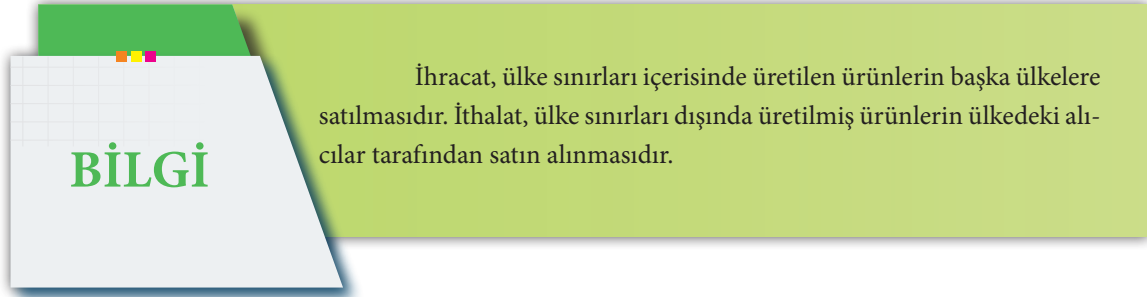 BİLGİ
İhracat, ülke sınırları içerisinde üretilen ürünlerin başka ülkelere
satılmasıdır. İthalat, ülke sınırları dışında üretilmiş ürünlerin ülkedeki alı-
cılar tarafından satın alınmasıdır.